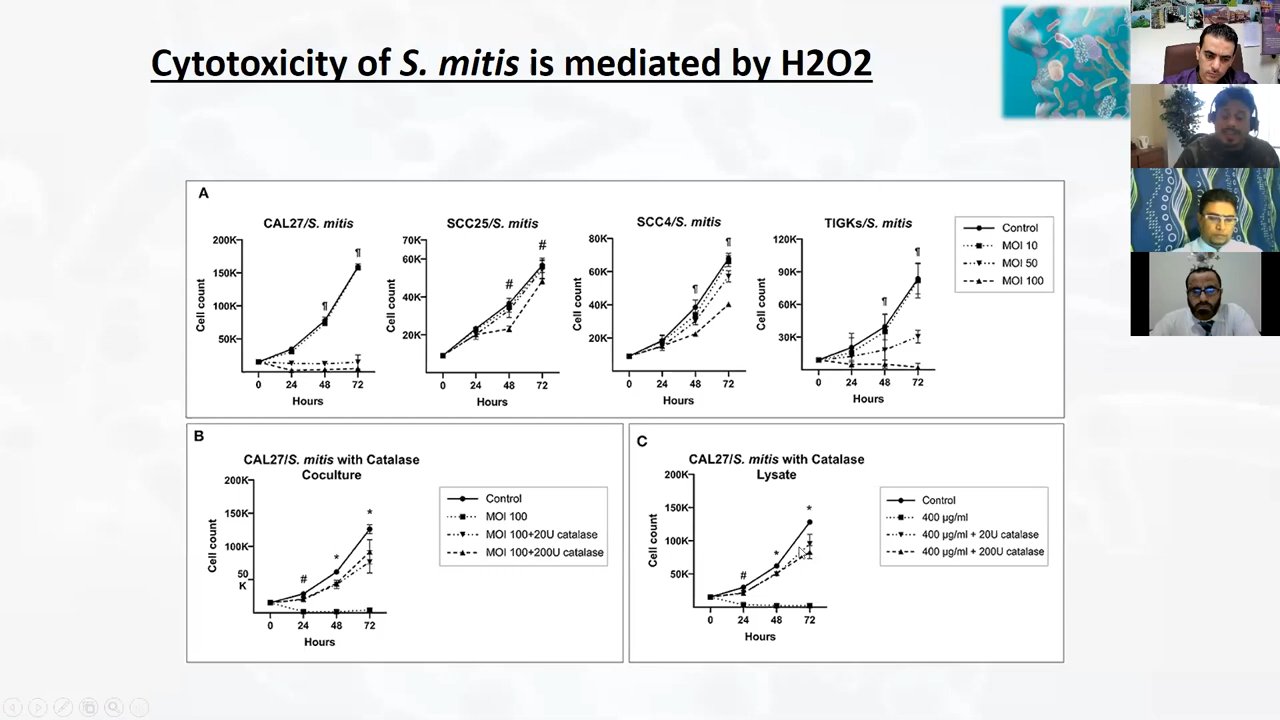 Cytotoxicity of S. mitis is mediated by H2O2
A
CAL27/S. mitis
200K
150K
100K
50K
Cell count
¶
¶
0 24 48 72
Hours
SCC25/S. mitis
70K
60K
40K
20K
Cell count
#
#
0 24 48 72
Hours
SCC4/S. mitis
80K
60K
40K
20K
Cell count
¶
¶
0 24 48 72
Hours
TIGKs/S. mitis
120K
90K
60K
30K
Cell count
¶
¶
0 24 48 72
Hours
Control
MOI 10
MOI 50
MOI 100
B
CAL27/S. mitis with Catalase
Coculture
200K
150K
100K
50
K
Cell count
#
*
*
0 24 48 72
Hours
Control
MOI 100
MOI 100+20U catalase
MOI 100+200U catalase
C
CAL27/S. mitis with Catalase
Lysate
200K
150K
100K
50K
Cell count
#
*
*
0 24 48 72
Hours
Control
400 µg/ml
400 µg/ml + 20U catalase
400 µg/ml + 200U catalase